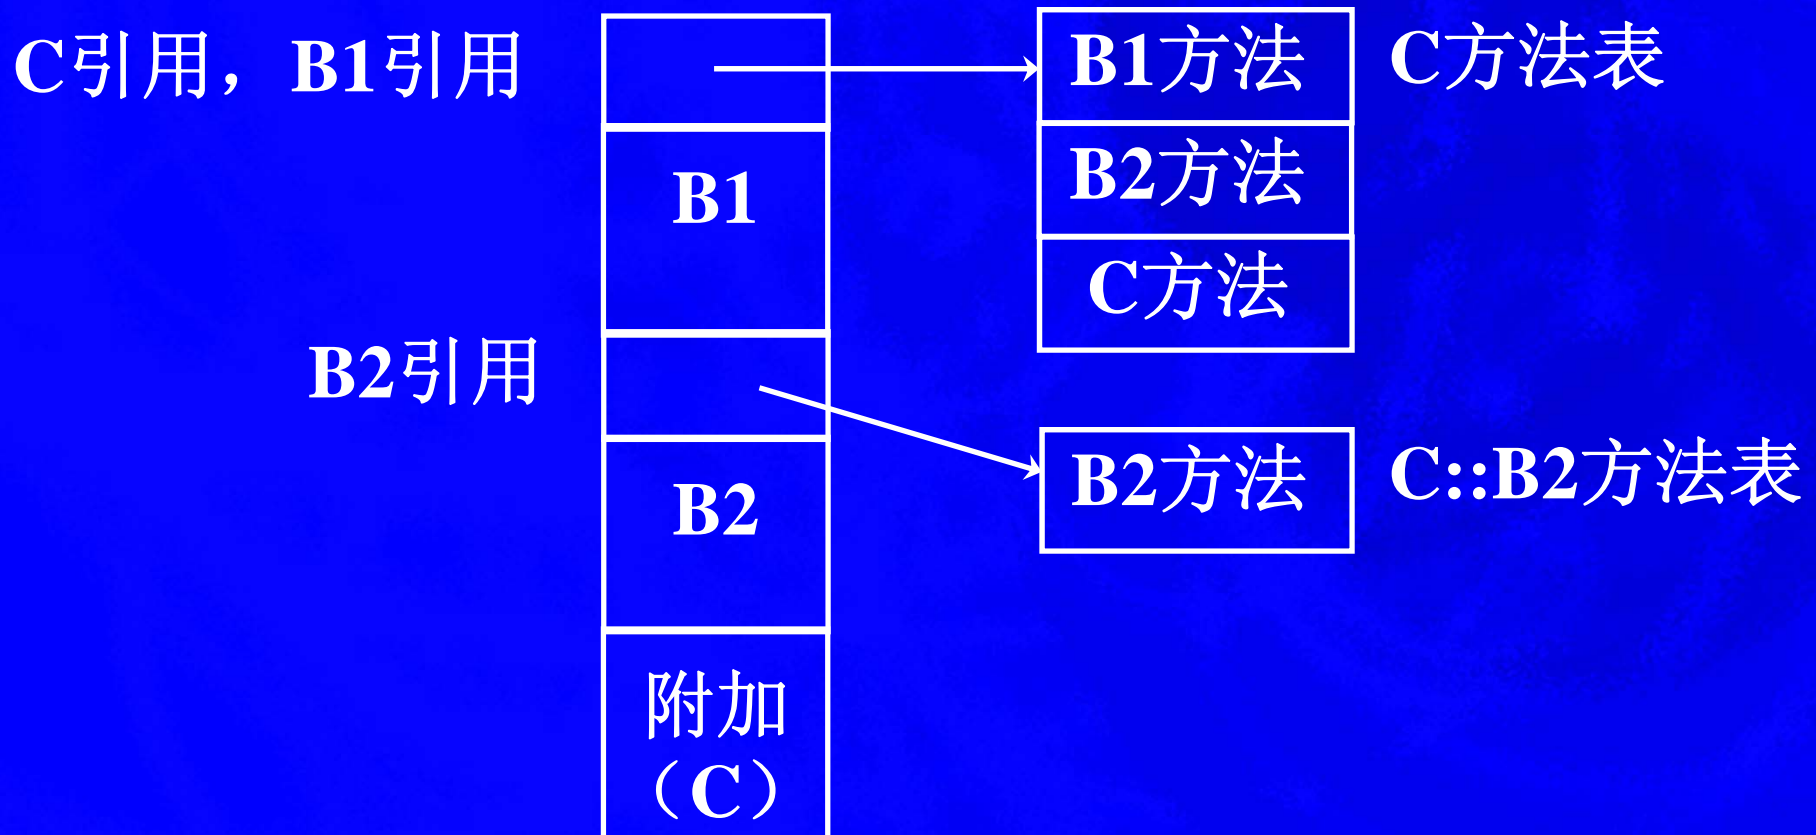 C引用，B1引用
B1方法
C方法表
B1
B2方法
C方法
B2引用
B2
B2方法
C::B2方法表
附加
（C）